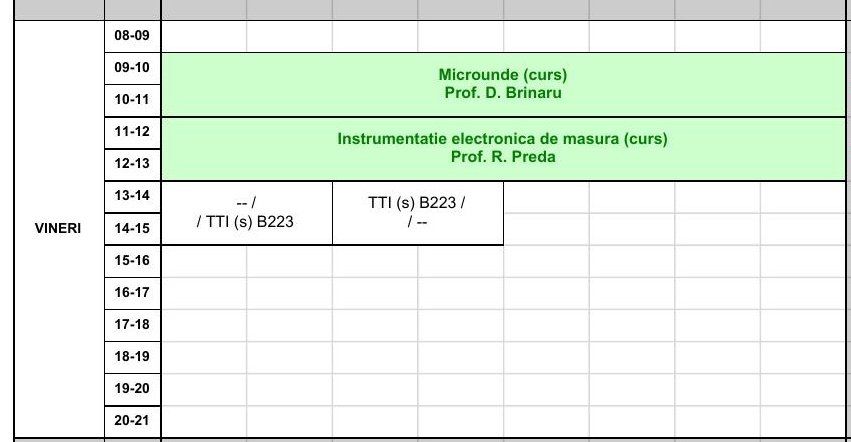 08-09
09-10
10-11
Microunde (curs)
Prof. D. Brinaru
11-12
12-13
Instrumentatie electronica de masura (curs)
Prof. R. Preda
13-14
14-15
-- /
/ TTI (s) B223
TTI (s) B223 /
/ --
VINERI
15-16
16-17
17-18
18-19
19-20
20-21